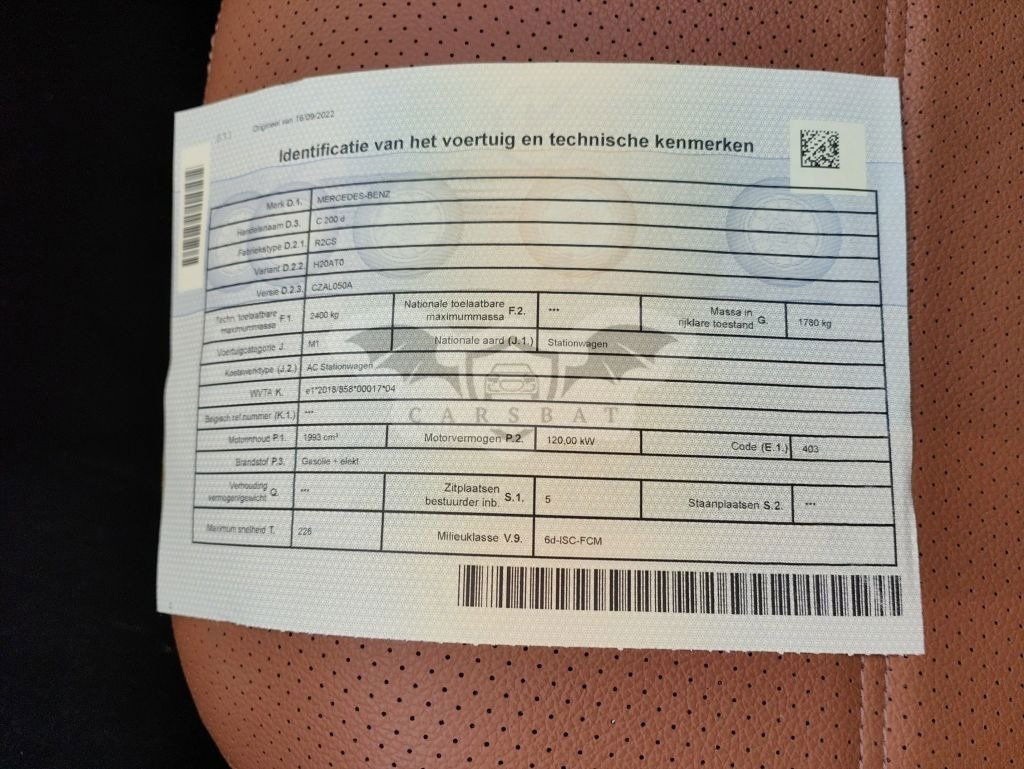 Origineel van 16/09/2022
Identificatie van het voertuig en technische kenmerken
Merk D.1. MERCEDES-BENZ
Handelsnaam D.3. C 200 d
Fabriekstype D.2.1. R2CS
Variant D.2.2. H20AT0
Versie D.2.3. CZAL050A
Techn. toelaatbare maximummassa F.1. 2400 kg Nationale toelaatbare maximummassa F.2. *** Massa in rijklare toestand G. 1780 kg
Voertuigcategorie J. M1 Nationale aard (J.1.) Stationwagen
Koetswerktype (J.2.) AC Stationwagen
WVTA K. e1*2018/858*00017*04
Belgisch ref.nummer (K.1.) ***
CARSBAT
Motorinhoud P.1. 1993 cm³ Motorvermogen P.2. 120,00 kW Code (E.1.) 403
Brandstof P.3. Gasolie + elekt
Verhouding vermogen/gewicht Q. *** Zitplaatsen bestuurder inb. S.1. 5 Staanplaatsen S.2. ***
Maximum snelheid T. 226 Milieuklasse V.9. 6d-ISC-FCM